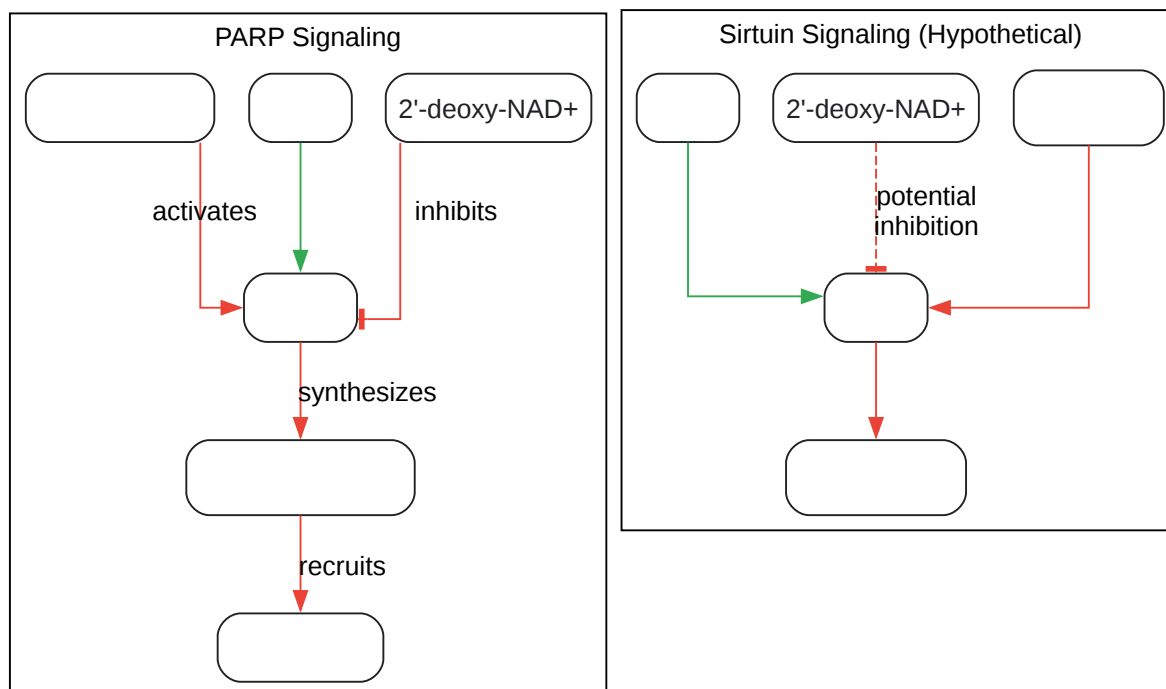 PARP Signaling
2'-deoxy-NAD+
activates
inhibits
synthesizes
recruits
Sirtuin Signaling (Hypothetical)
2'-deoxy-NAD+
potential
inhibition